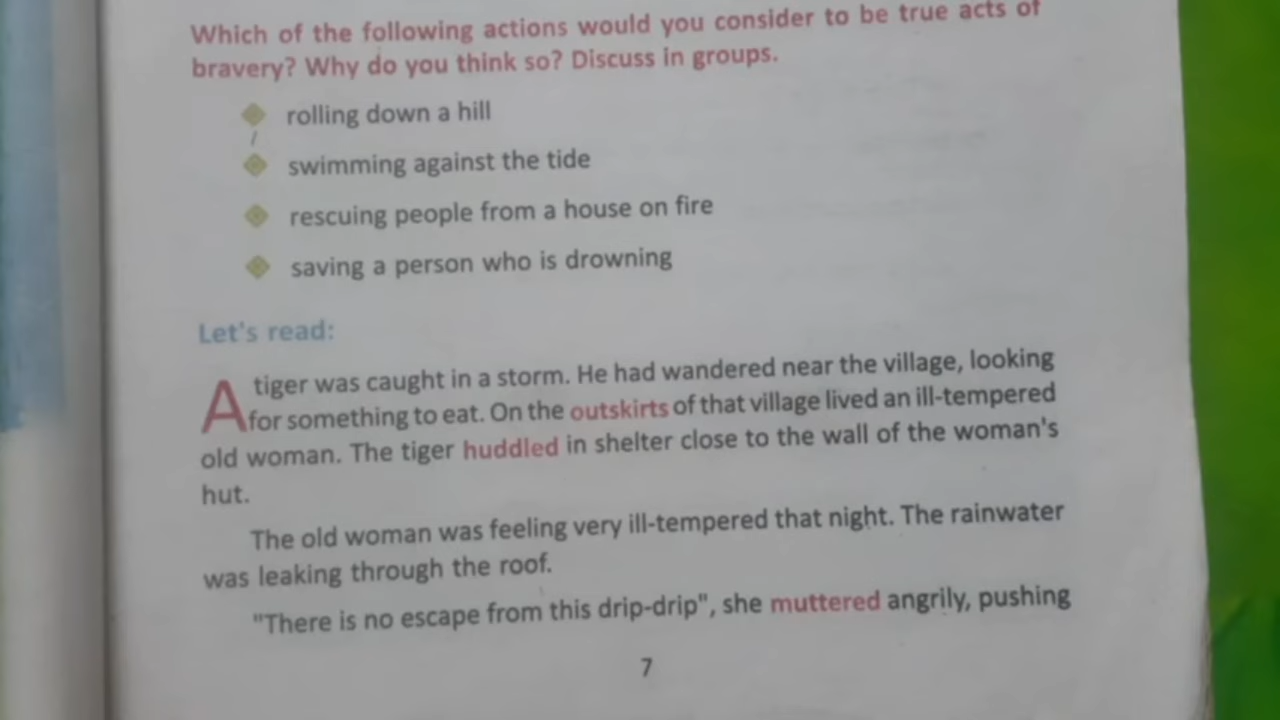 Which of the following actions would you consider to be true acts of
bravery? Why do you think so? Discuss in groups.
rolling down a hill
swimming against the tide
rescuing people from a house on fire
saving a person who is drowning
Let's read:
A tiger was caught in a storm. He had wandered near the village, looking
for something to eat. On the outskirts of that village lived an ill-tempered
old woman. The tiger huddled in shelter close to the wall of the woman's
hut.
The old woman was feeling very ill-tempered that night. The rainwater
was leaking through the roof.
"There is no escape from this drip-drip", she muttered angrily, pushing
7